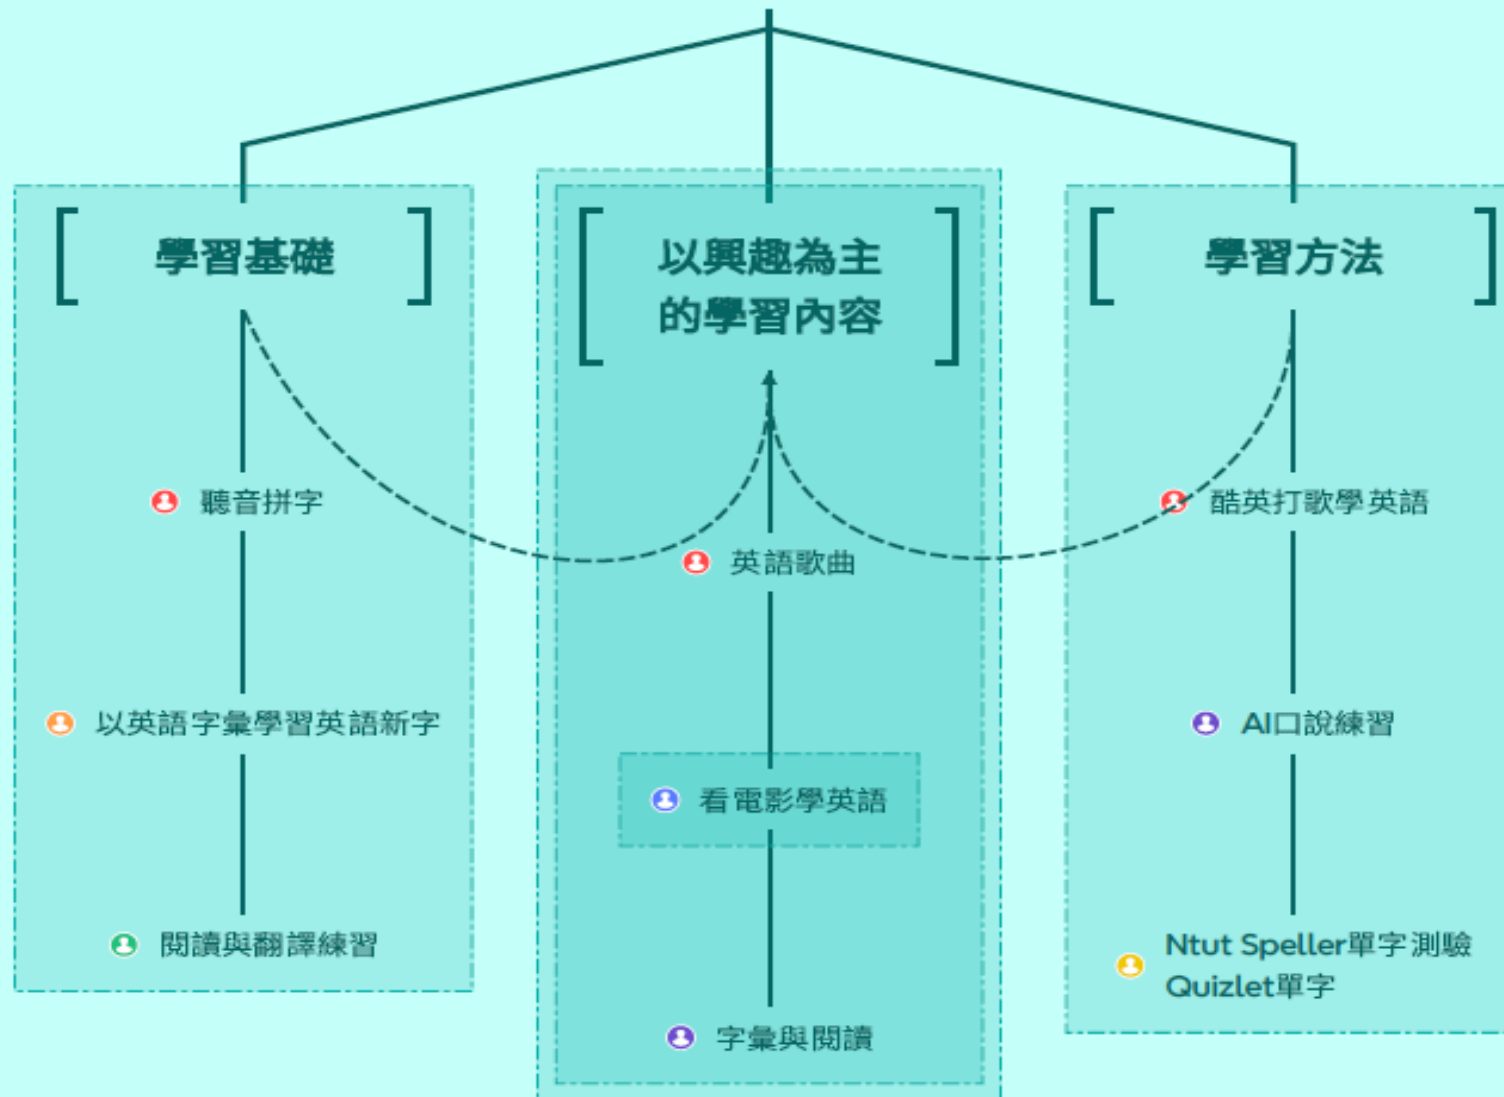 學習基礎
聽音拼字
以英語字彙學習英語新字
閱讀與翻譯練習
以興趣為主
的學習內容
英語歌曲
看電影學英語
字彙與閱讀
學習方法
酷英打歌學英語
AI口說練習
Ntut Speller單字測驗
Quizlet單字